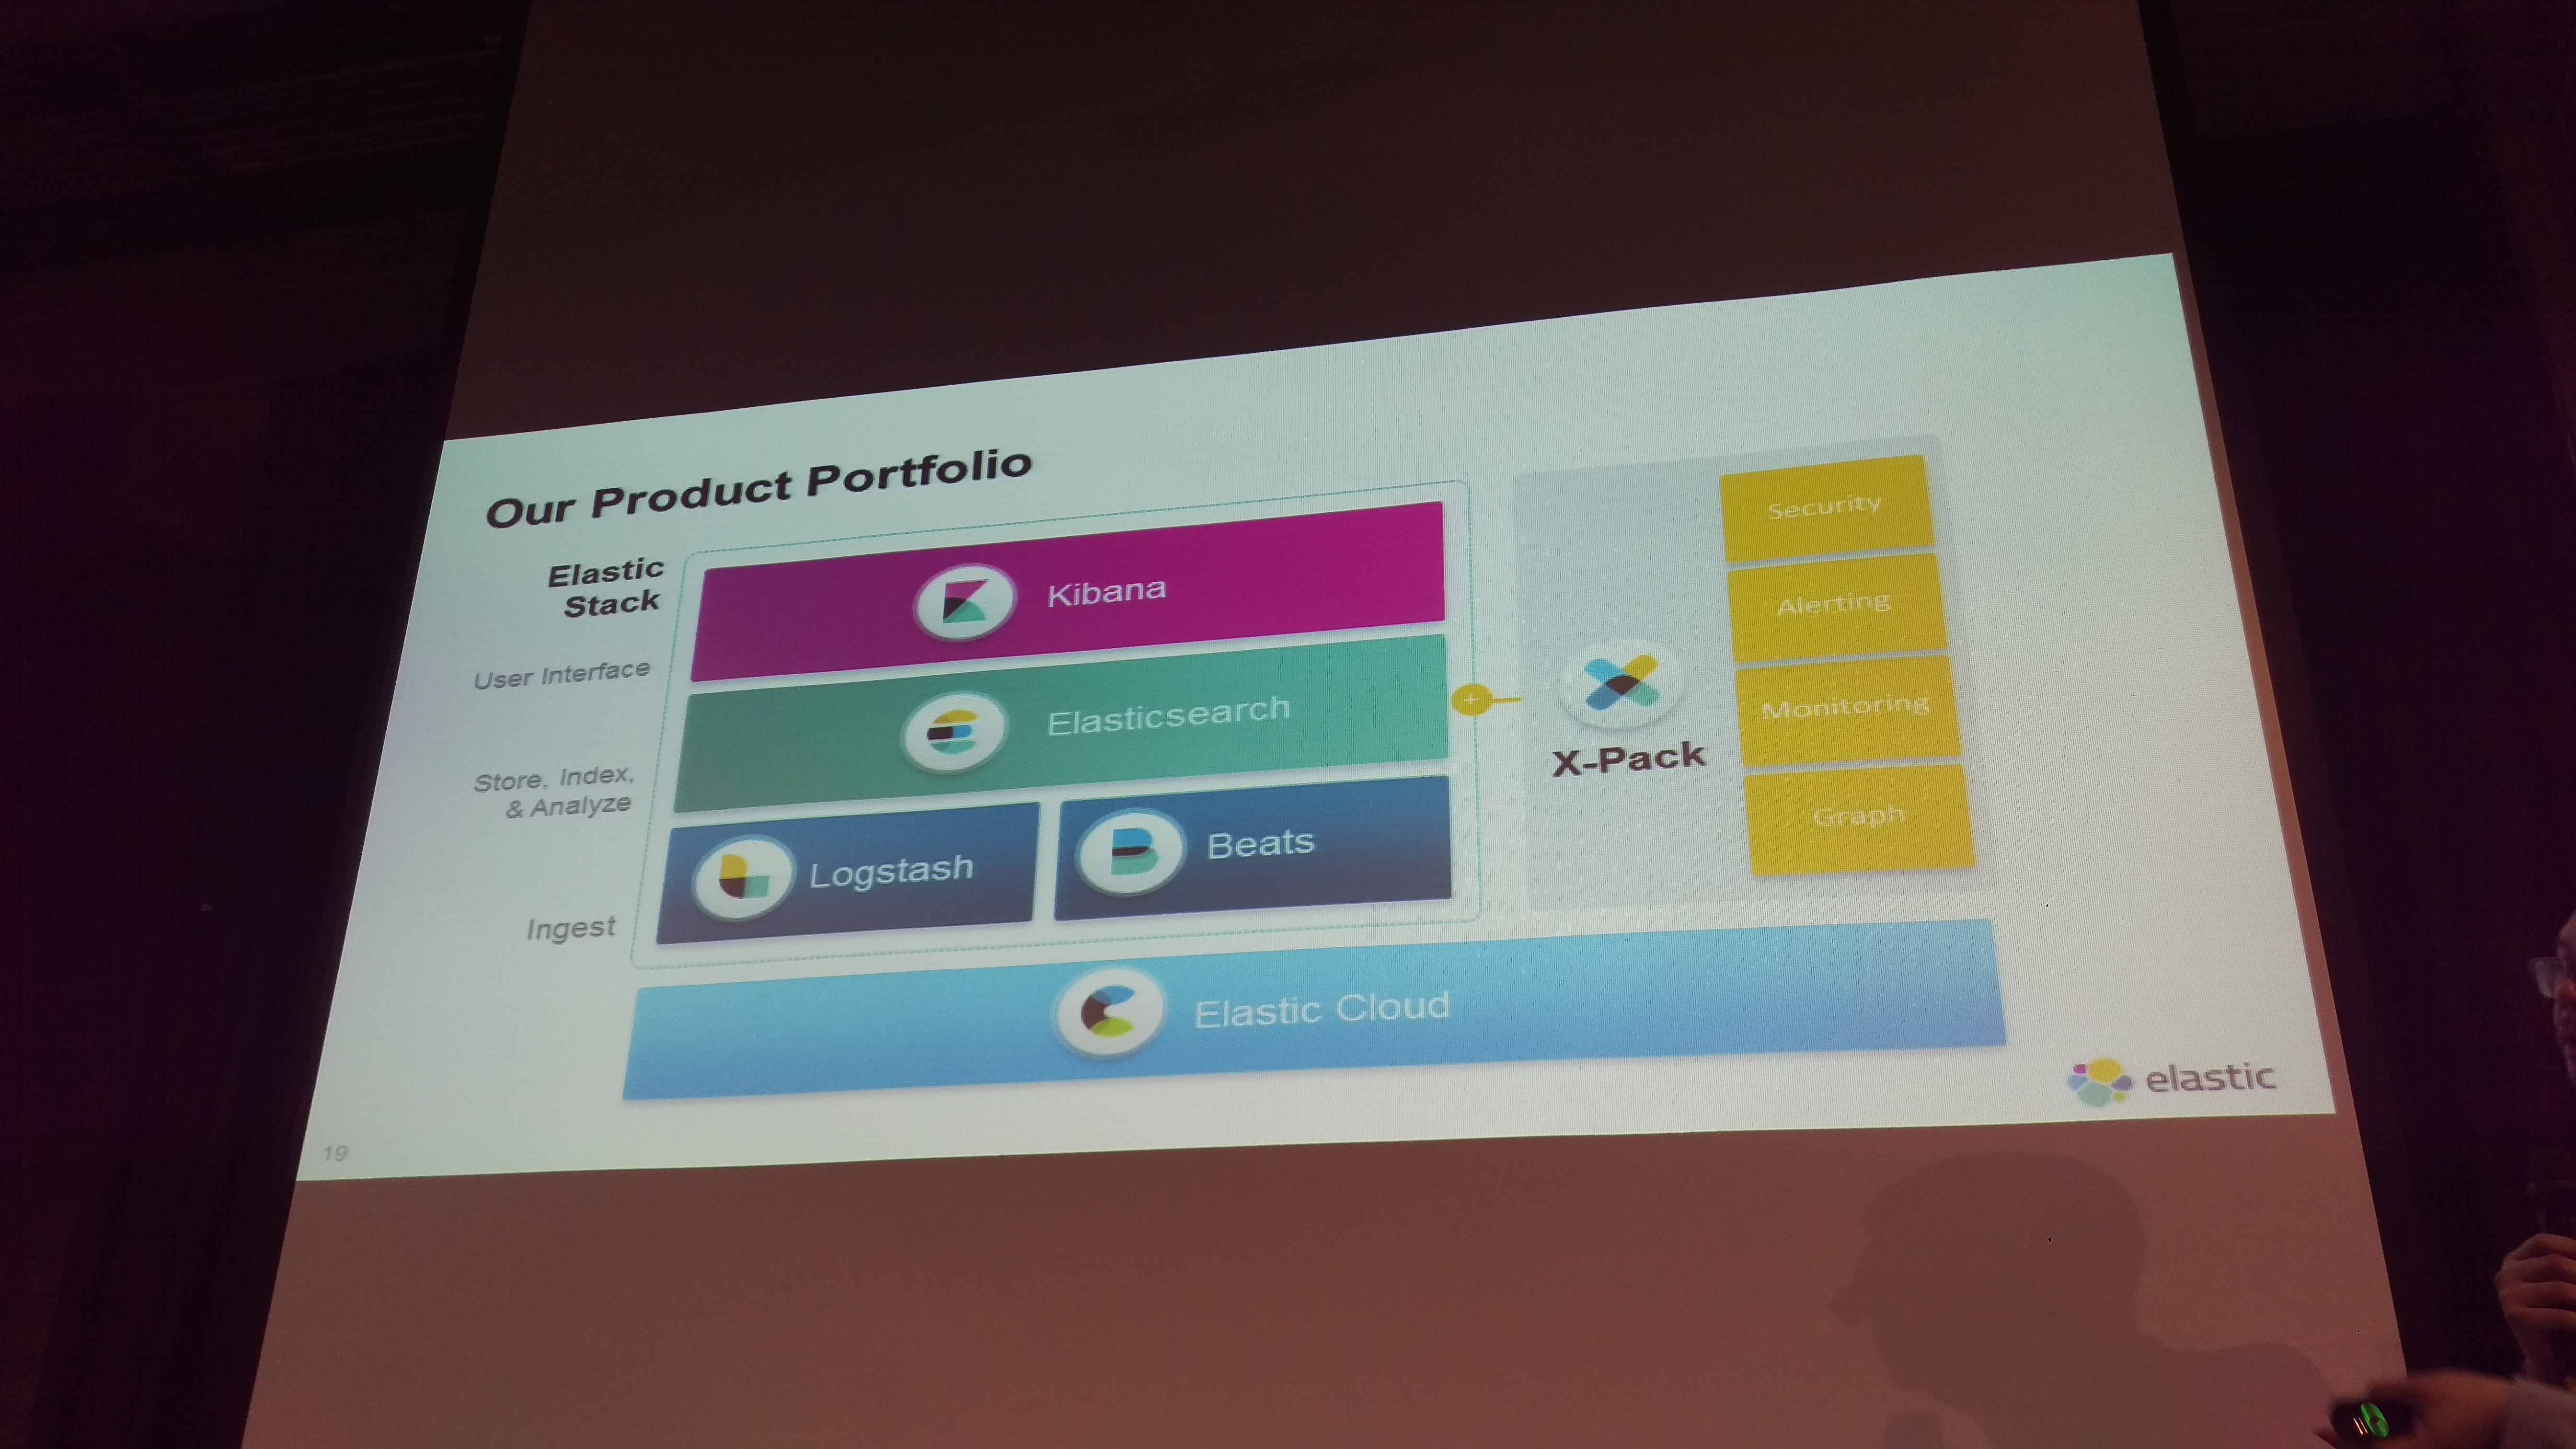 Our Product Portfolio
Elastic
Stack
User Interface
Store, Index,
& Analyze
Ingest
Kibana
Elasticsearch
Logstash
Beats
+
X-Pack
Security
Alerting
Monitoring
Graph
Elastic Cloud
elastic
19